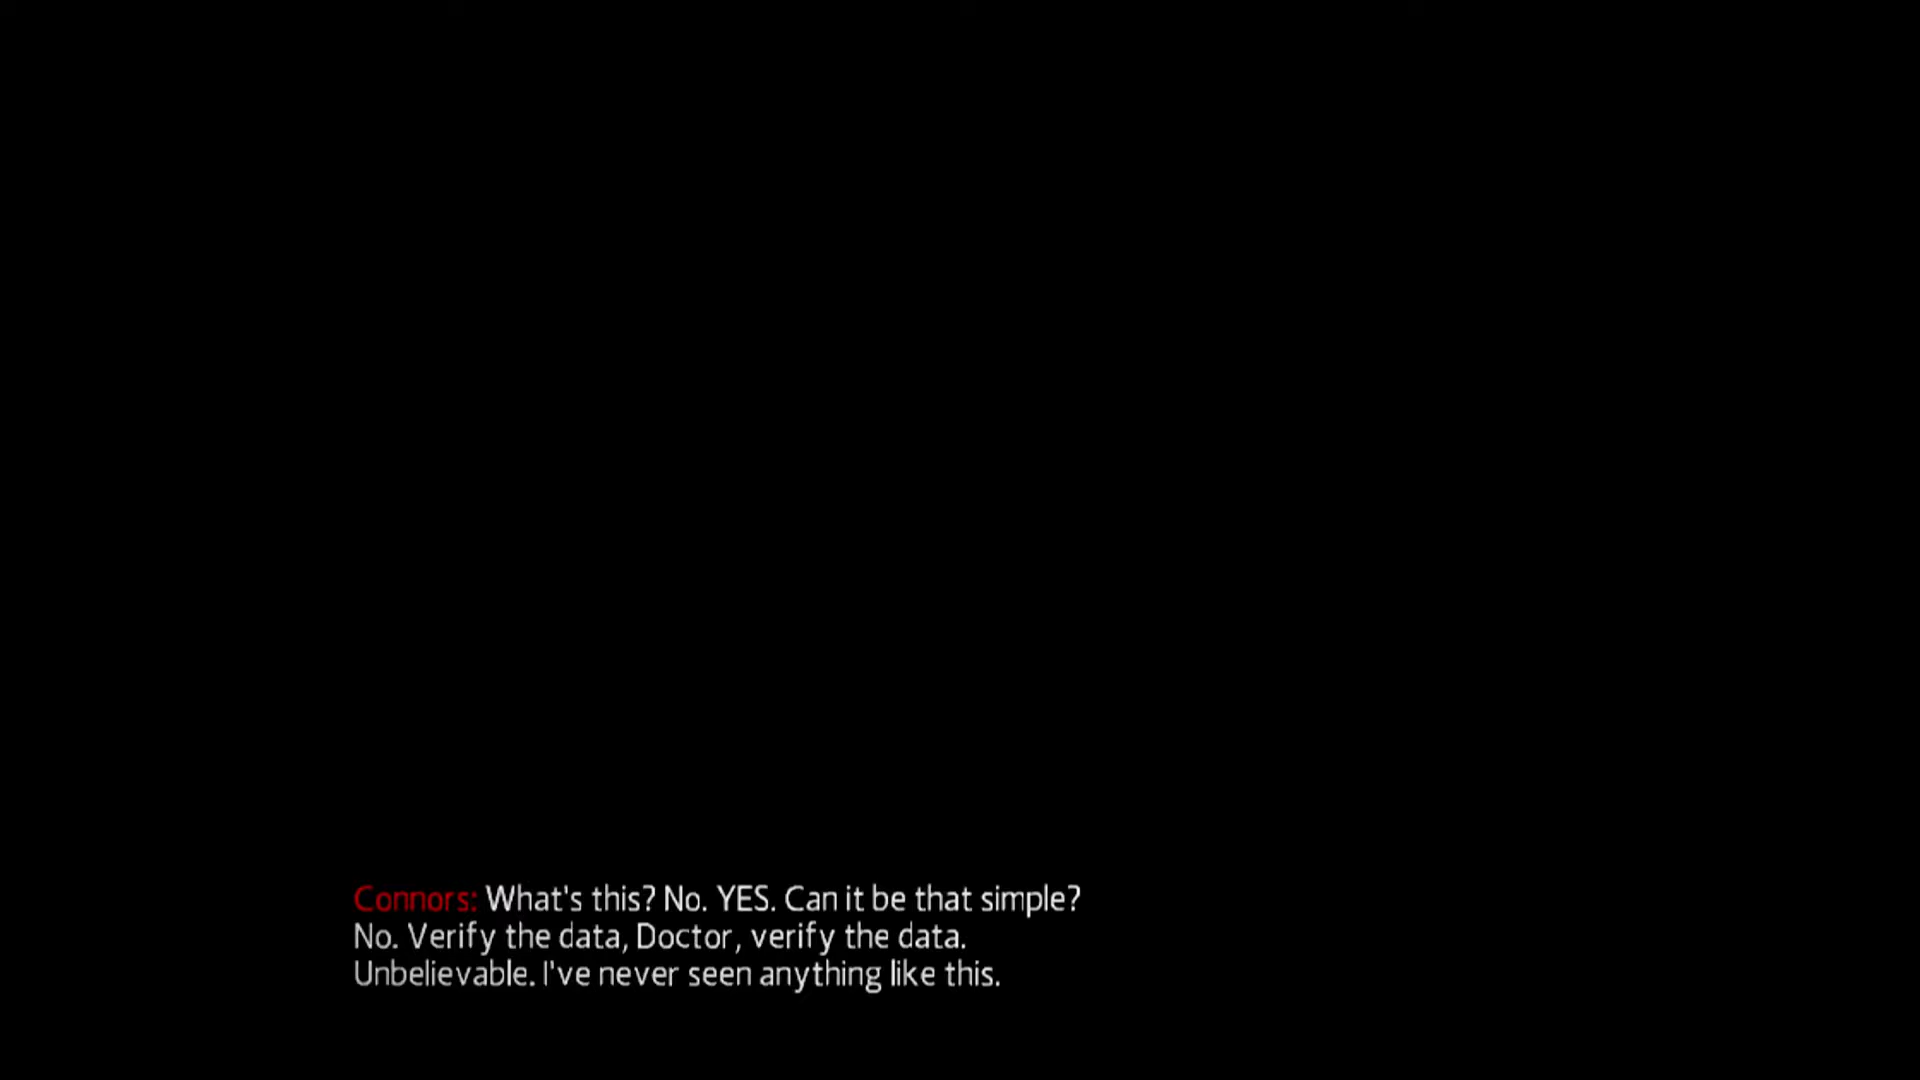 Connors: What's this? No. YES. Can it be that simple?
No. Verify the data, Doctor, verify the data.
Unbelievable. I've never seen anything like this.